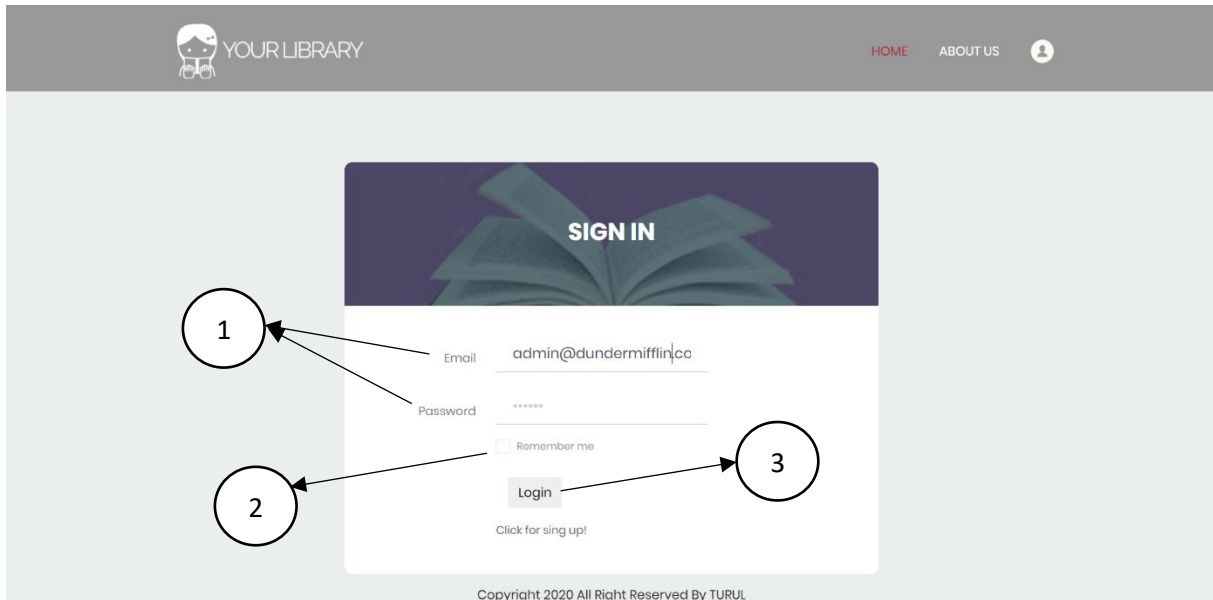 YOUR LIBRARY
HOME ABOUT US
SIGN IN
1
Email admin@dundermifflin.co
Password ******
Remember me
3
2
Login
Click for sing up!
Copyright 2020 All Right Reserved By TURUL